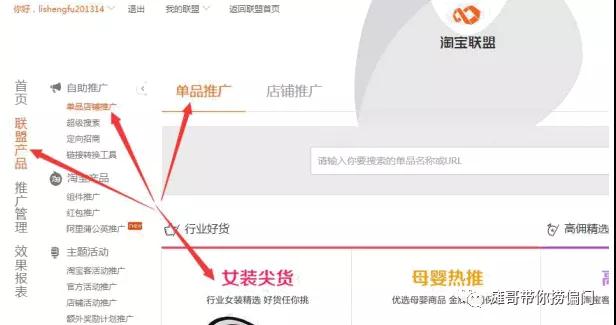 你好，lishengfu201314 退出 我的联盟 返回联盟首页
淘宝联盟
首页
联盟产品
推广管理
效果报表
自助推广
单品店铺推广
超级搜索
定向招商
链接转换工具
淘宝产品
组件推广
红包推广
阿里蒲公英推广 NEW
主题活动
淘宝客活动推广
官方活动推广
店铺活动推广
额外奖励计划推广
单品推广 店铺推广
请输入你要搜索的单品名称或URL
行业好货 高佣精选
女装尖货
行业女装精选 好货任你挑
母婴热推
优选母婴商品
哥带你捞偏门